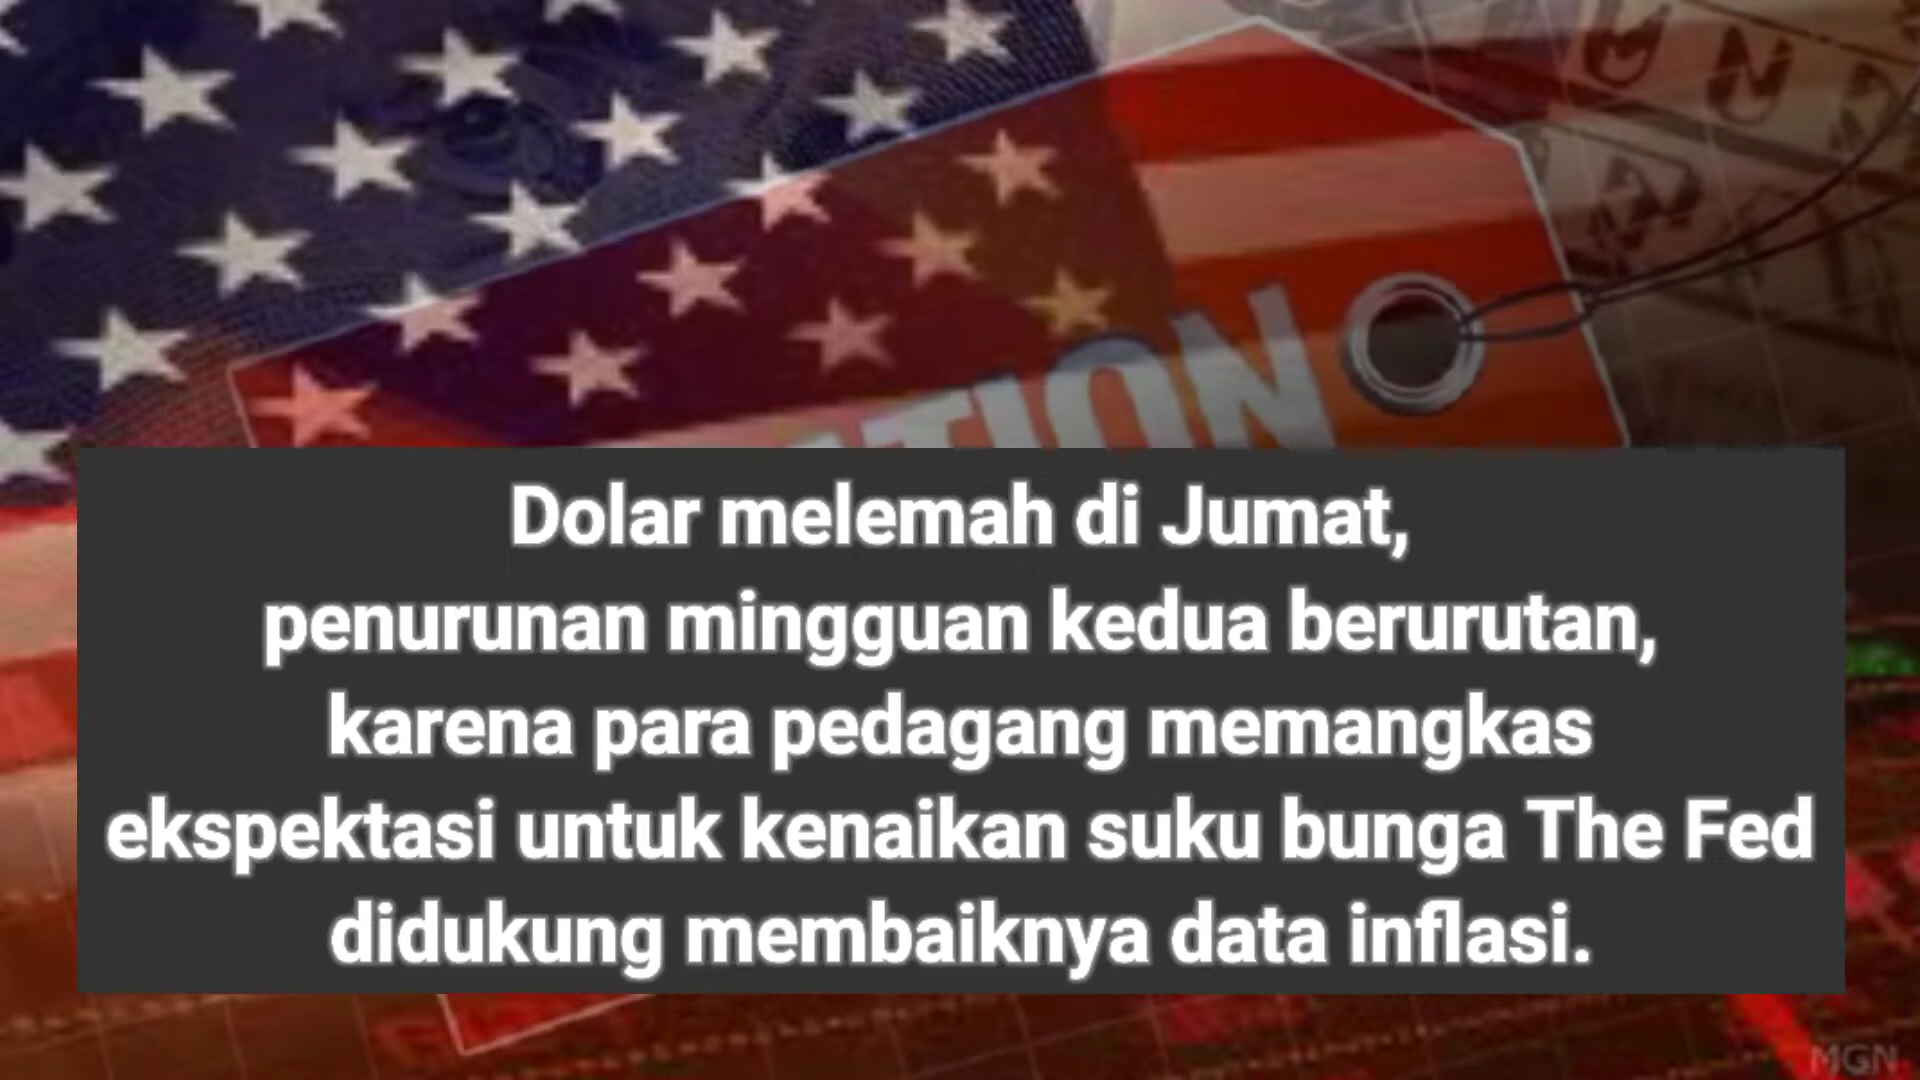 Dolar melemah di Jumat,
penurunan mingguan kedua berurutan,
karena para pedagang memangkas
ekspektasi untuk kenaikan suku bunga The Fed
didukung membaiknya data inflasi.
MGN